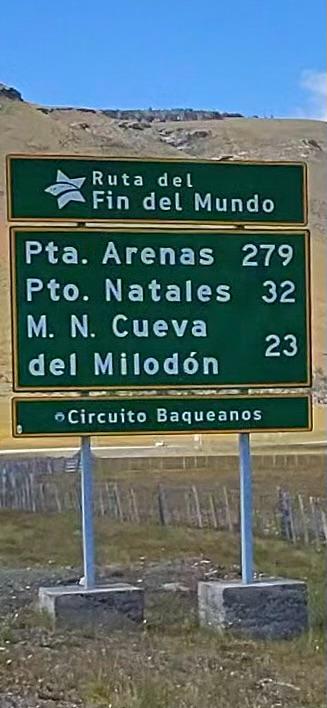 Ruta del
Fin del Mundo
Pta. Arenas 279
Pto. Natales 32
M. N. Cueva
del Milodón 23
Circuito Baqueanos